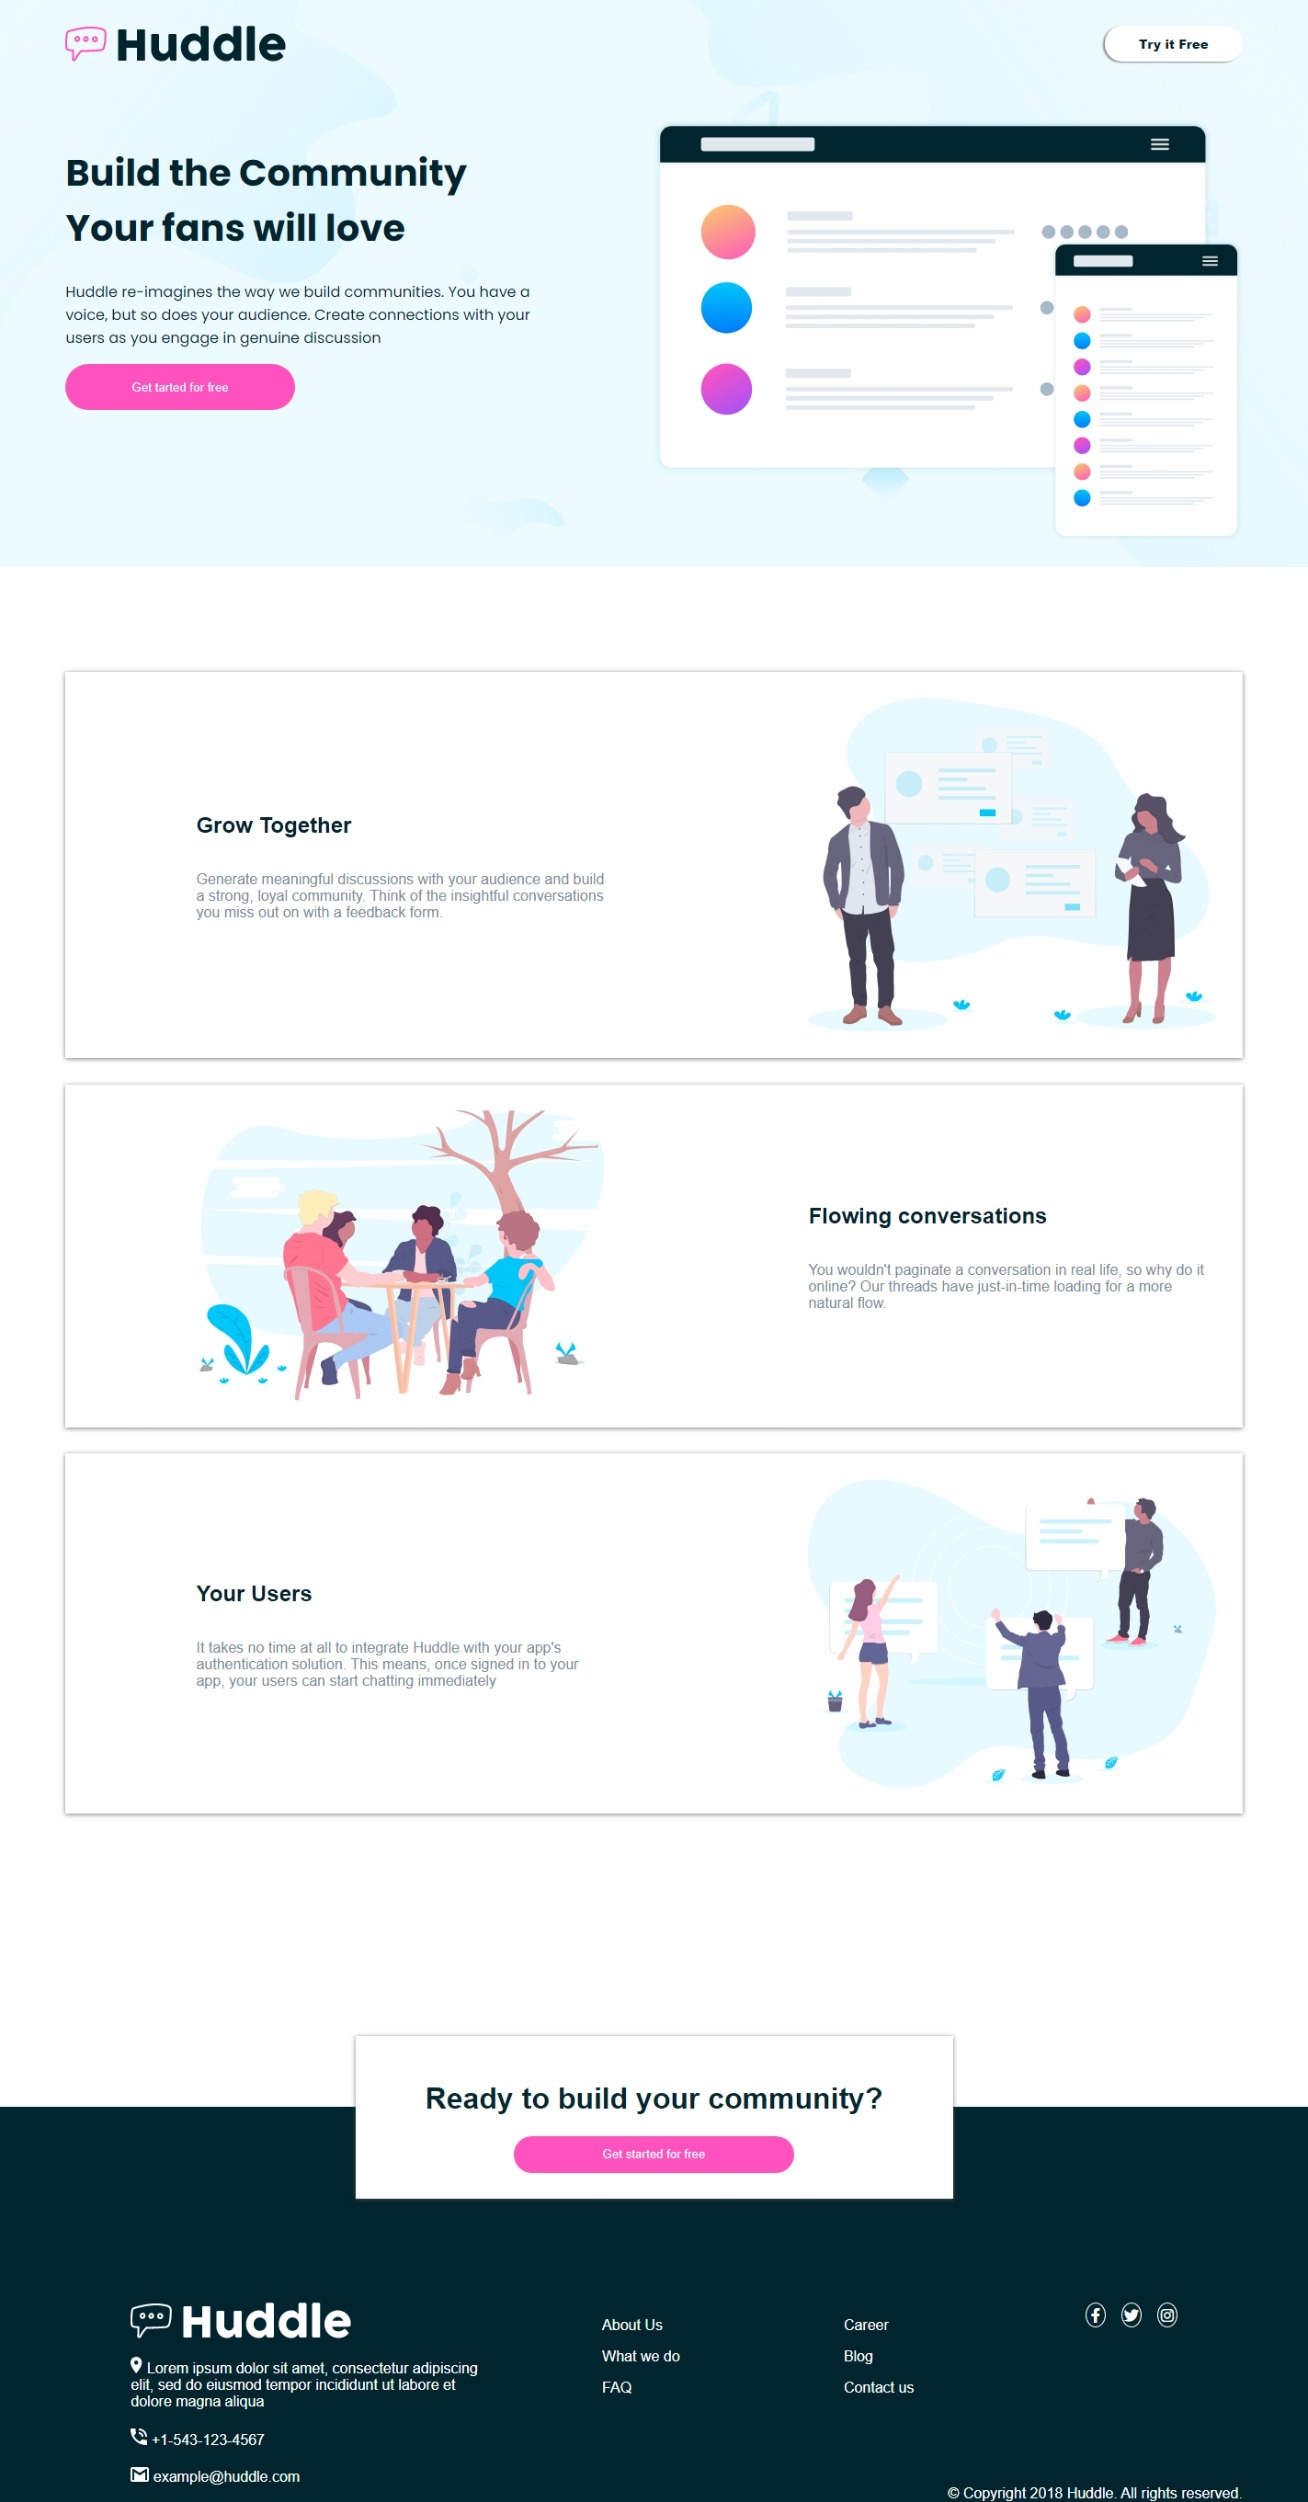 Huddle
Try it Free
Build the Community
Your fans will love
Huddle re-imagines the way we build communities. You have a
voice, but so does your audience. Create connections with your
users as you engage in genuine discussion
Get tarted for free
Grow Together
Generate meaningful discussions with your audience and build
a strong, loyal community. Think of the insightful conversations
you miss out on with a feedback form.
Flowing conversations
You wouldn't paginate a conversation in real life, so why do it
online? Our threads have just-in-time loading for a more
natural flow.
Your Users
It takes no time at all to integrate Huddle with your app's
authentication solution. This means, once signed in to your
app, your users can start chatting immediately
Ready to build your community?
Get started for free
Huddle
Lorem ipsum dolor sit amet, consectetur adipiscing
elit, sed do eiusmod tempor incididunt ut labore et
dolore magna aliqua
+1-543-123-4567
example@huddle.com
About Us
What we do
FAQ
Career
Blog
Contact us
© Copyright 2018 Huddle. All rights reserved.